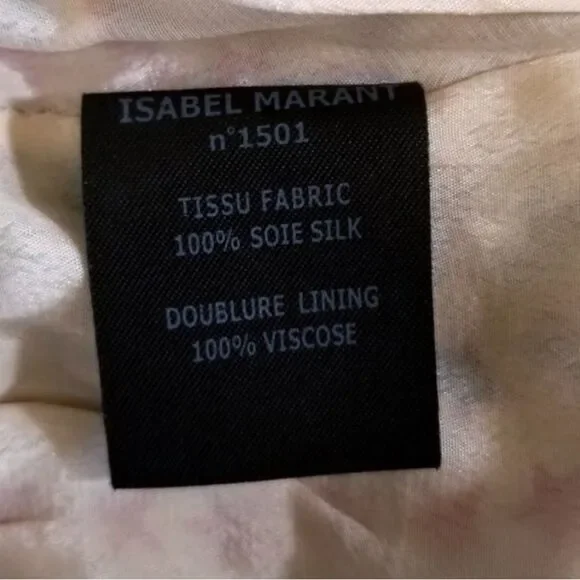 ISABEL MARANT
n°1501
TISSU FABRIC
100% SOIE SILK
DOUBLURE LINING
100% VISCOSE